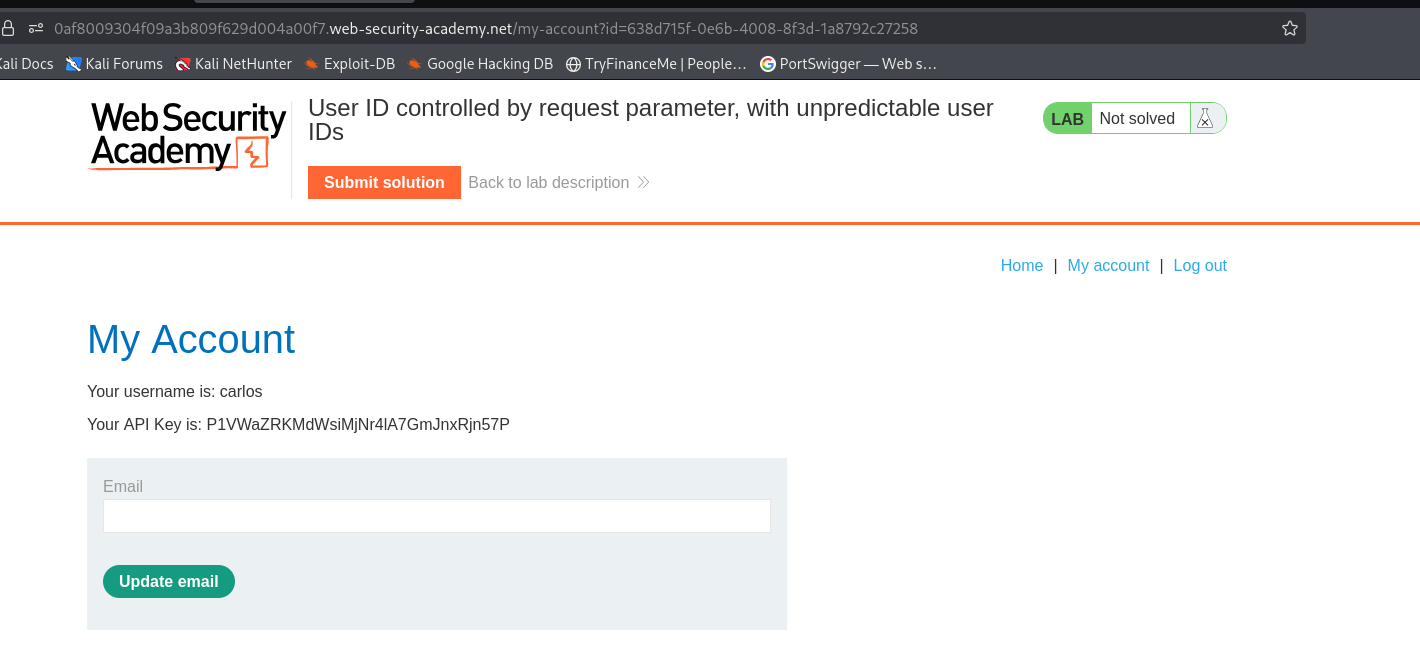 0af8009304f09a3b809f629d004a00f7.web-security-academy.net/my-account?id=638d715f-0e6b-4008-8f3d-1a8792c27258
Kali Docs Kali Forums Kali NetHunter Exploit-DB Google Hacking DB TryFinanceMe | People… PortSwigger — Web s…
Web Security
Academy
User ID controlled by request parameter, with unpredictable user
IDs
LAB Not solved
Submit solution Back to lab description
Home | My account | Log out
My Account
Your username is: carlos
Your API Key is: P1VWaZRKMdWsiMjNr4lA7GmJnxRjn57P
Email
Update email